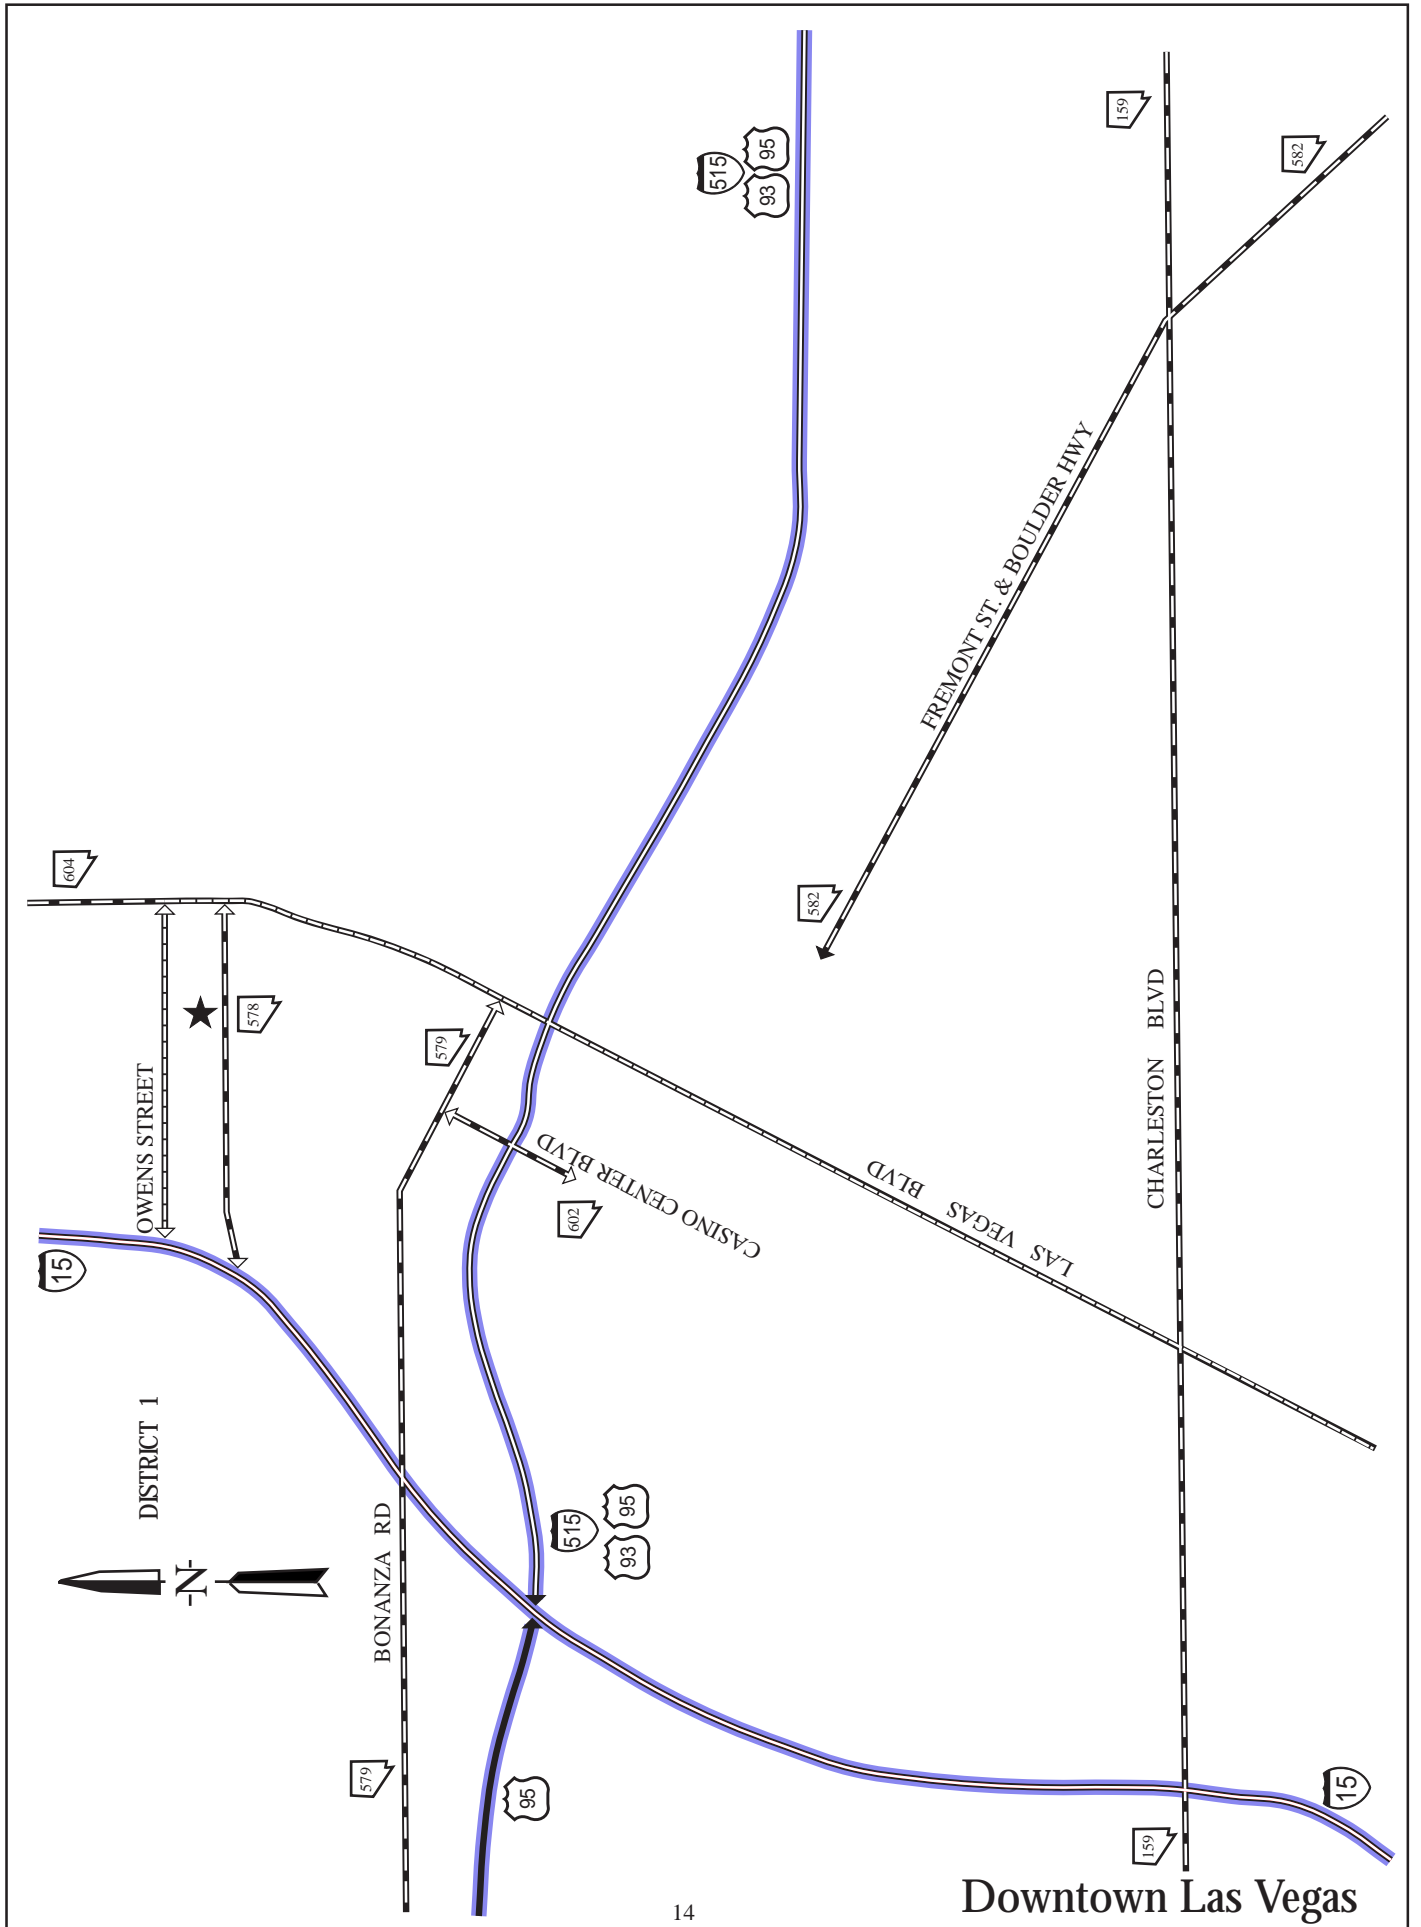 515
95
93
159
582
FREMONT ST. & BOULDER HWY
604
582
578
579
OWENS STREET
CASINO CENTER BLVD
602
LAS VEGAS BLVD
CHARLESTON BLVD
15
DISTRICT 1
N
BONANZA RD
515
95
93
579
95
15
159
14
Downtown Las Vegas